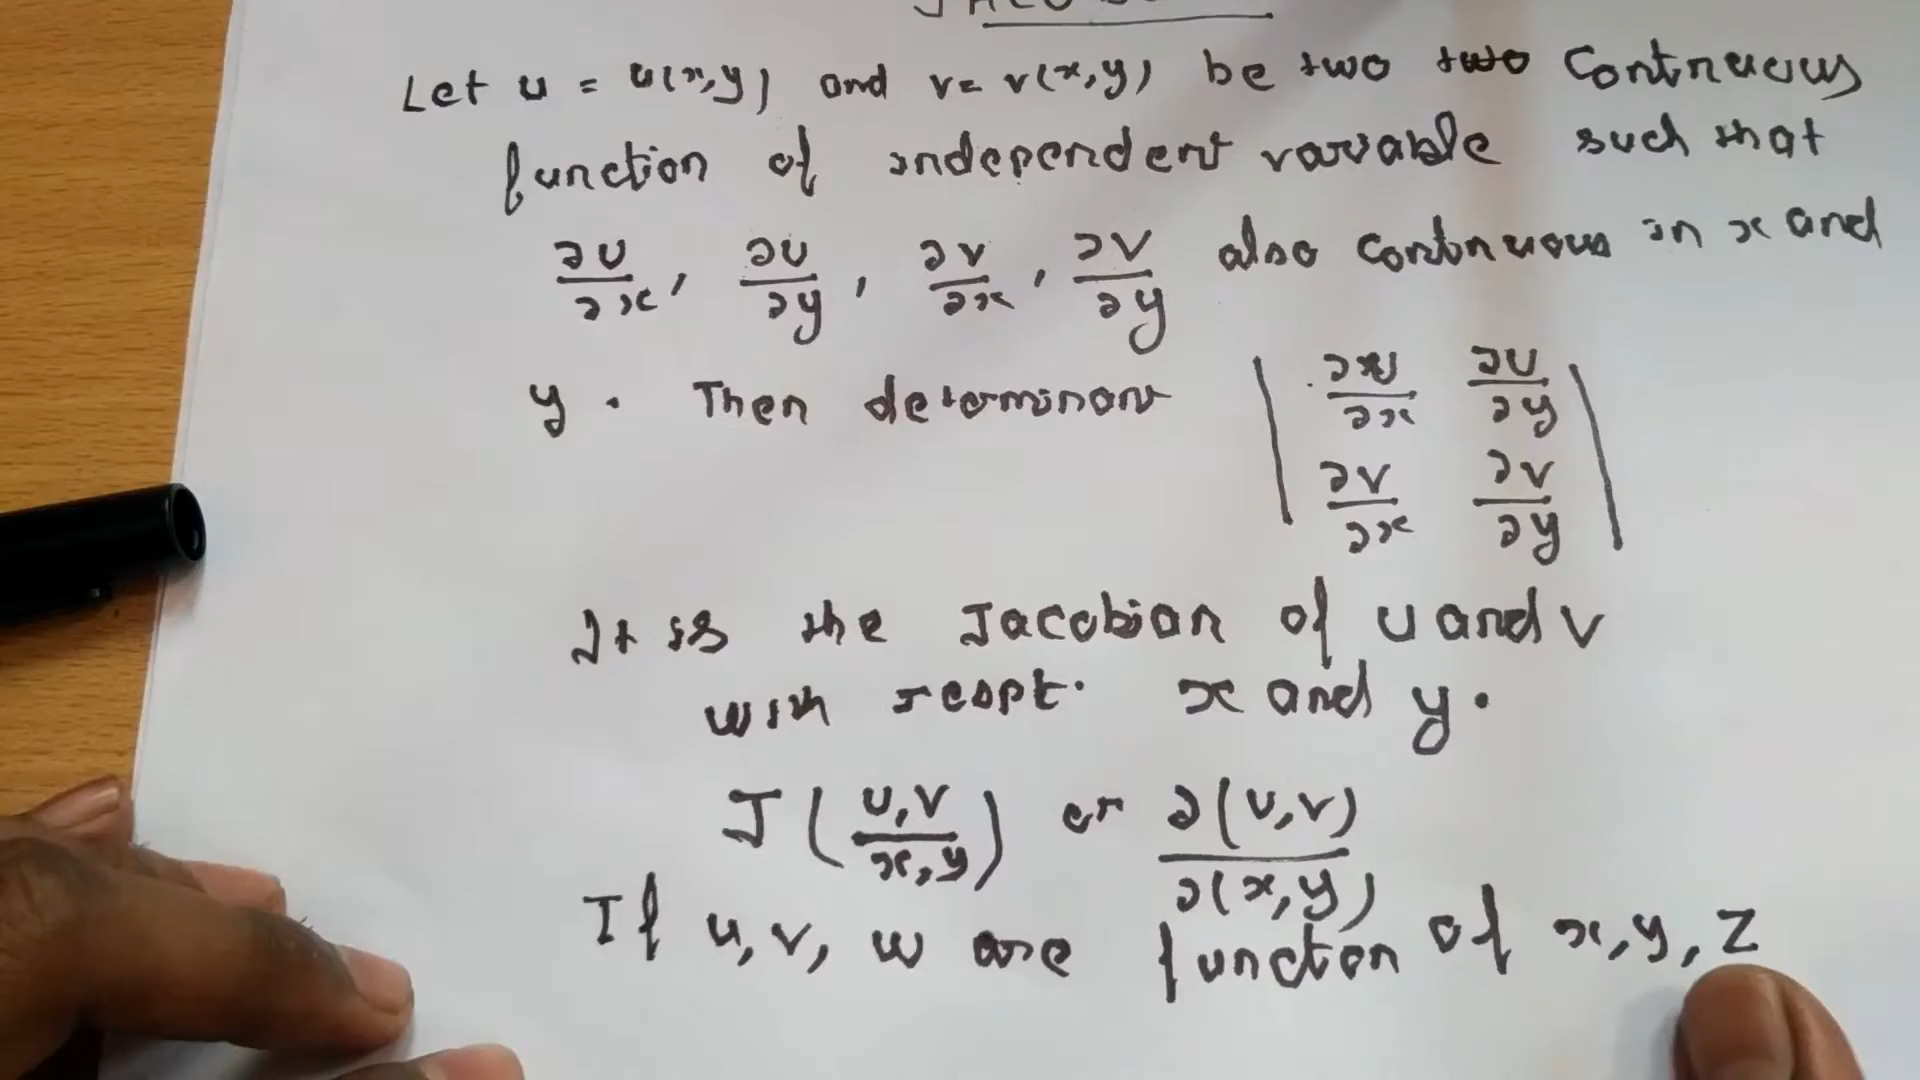 JACOB
Let u = u(x,y) and v= v(x,y) be two two Continuous
function of independent variable such that
∂u/∂x, ∂u/∂y, ∂v/∂x, ∂v/∂y also continuous in x and
y. Then determinant | ∂u/∂x ∂u/∂y |
| ∂v/∂x ∂v/∂y |
It is the Jacobian of u and v
with respt. x and y.
J(u,v/x,y) or ∂(u,v)/∂(x,y)
If u, v, w are function of x, y, z